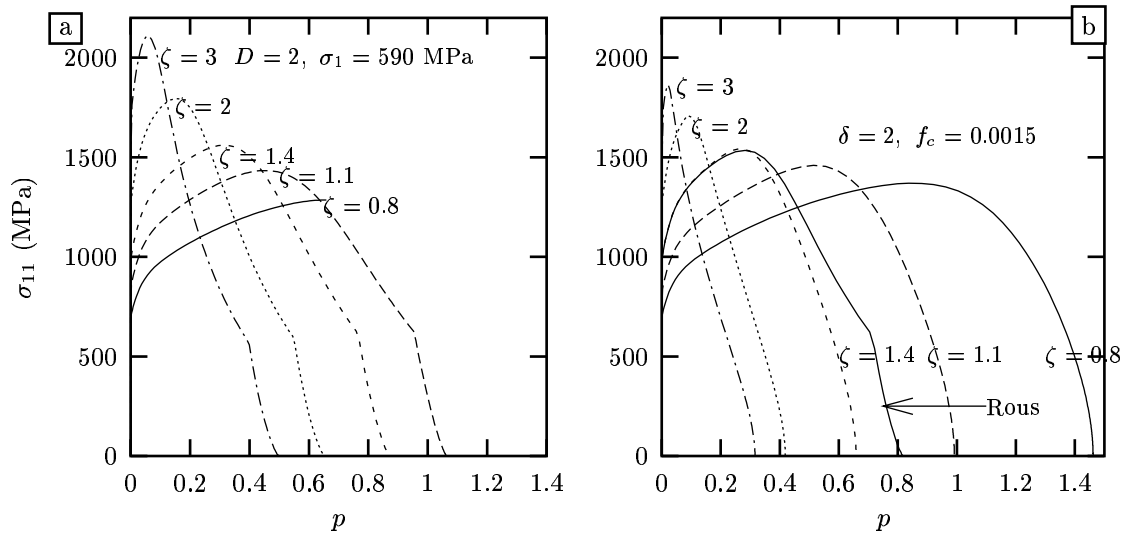 a
b
2000
1500
1000
500
0
σ11 (MPa)
0 0.2 0.4 0.6 0.8 1 1.2 1.4
p
ζ = 3 D = 2, σ1 = 590 MPa
ζ = 2
ζ = 1.4
ζ = 1.1
ζ = 0.8
2000
1500
1000
500
0
0 0.2 0.4 0.6 0.8 1 1.2 1.4
p
ζ = 3
ζ = 2
δ = 2, fc = 0.0015
ζ = 1.4 ζ = 1.1 ζ = 0.8
Rous